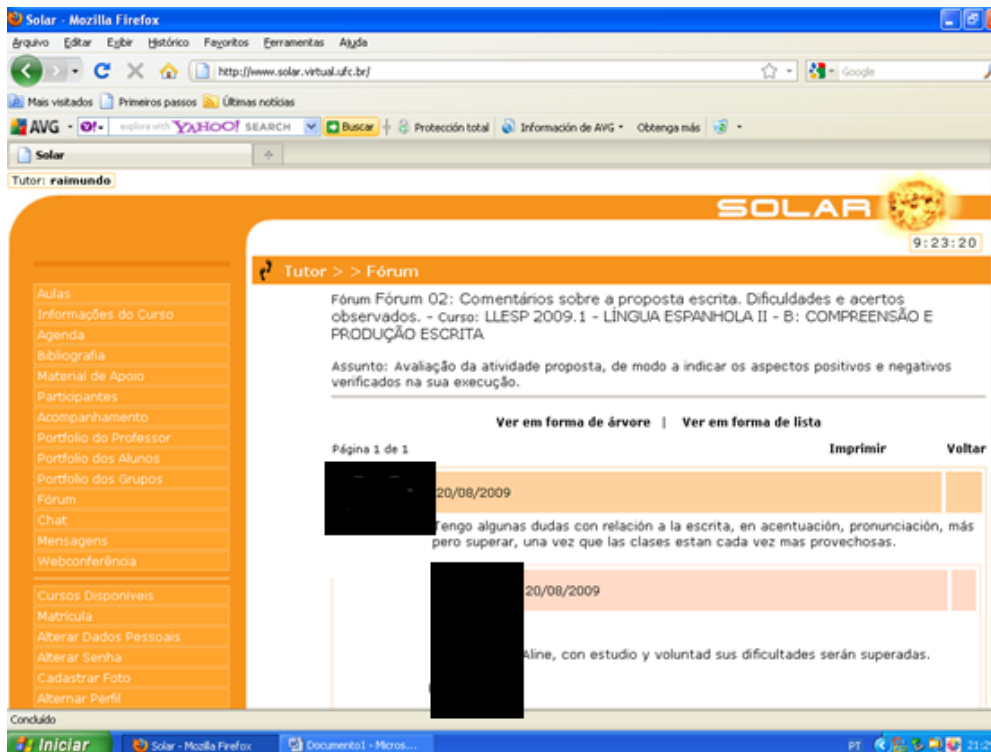 Solar - Mozilla Firefox
Arquivo Editar Exibir Histórico Favoritos Ferramentas Ajuda
http://www.solar.virtual.ufc.br/
Google
Mais visitados Primeiros passos Últimas notícias
AVG explore with YAHOO! SEARCH Buscar Protección total Información de AVG Obtenga más
Solar
Tutor: raimundo
SOLAR
9:23:20
Tutor > > Fórum
Aulas
Informações do Curso
Agenda
Bibliografia
Material de Apoio
Participantes
Acompanhamento
Portfolio do Professor
Portfolio dos Alunos
Portfolio dos Grupos
Fórum
Chat
Mensagens
Webconferência
Cursos Disponíveis
Matrícula
Alterar Dados Pessoais
Alterar Senha
Cadastrar Foto
Alternar Perfil
Fórum Fórum 02: Comentários sobre a proposta escrita. Dificuldades e acertos
observados. - Curso: LLESP 2009.1 - LÍNGUA ESPANHOLA II - B: COMPREENSÃO E
PRODUÇÃO ESCRITA
Assunto: Avaliação da atividade proposta, de modo a indicar os aspectos positivos e negativos
verificados na sua execução.
Ver em forma de árvore | Ver em forma de lista
Página 1 de 1 Imprimir Voltar
20/08/2009
Tengo algunas dudas con relación a la escrita, en acentuación, pronunciación, más
pero superar, una vez que las clases estan cada vez mas provechosas.
20/08/2009
Aline, con estudio y voluntad sus dificultades serán superadas.
Concluído
Iniciar Solar - Mozilla Firefox Documento1 - Micros... PT